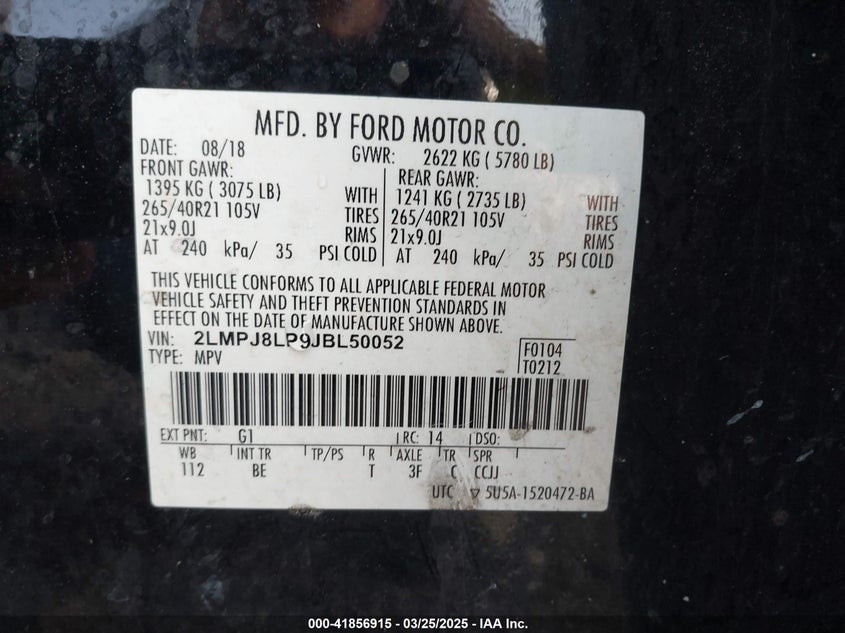 MFD. BY FORD MOTOR CO.
DATE: 08/18 GVWR: 2622 KG ( 5780 LB)
FRONT GAWR: REAR GAWR:
1395 KG ( 3075 LB) WITH 1241 KG ( 2735 LB) WITH
265/40R21 105V TIRES 265/40R21 105V TIRES
21x9.0J RIMS 21x9.0J RIMS
AT 240 kPa/ 35 PSI COLD AT 240 kPa/ 35 PSI COLD
THIS VEHICLE CONFORMS TO ALL APPLICABLE FEDERAL MOTOR
VEHICLE SAFETY AND THEFT PREVENTION STANDARDS IN
EFFECT ON THE DATE OF MANUFACTURE SHOWN ABOVE.
VIN: 2LMPJ8LP9JBL50052
TYPE: MPV
F0104
T0212
EXT PNT: G1 RC: 14 DSO:
WB INT TR TP/PS R AXLE TR SPR
112 BE T 3F C CCJJ
UTC ▽ 5U5A-1520472-BA
000-41856915 - 03/25/2025 - IAA Inc.